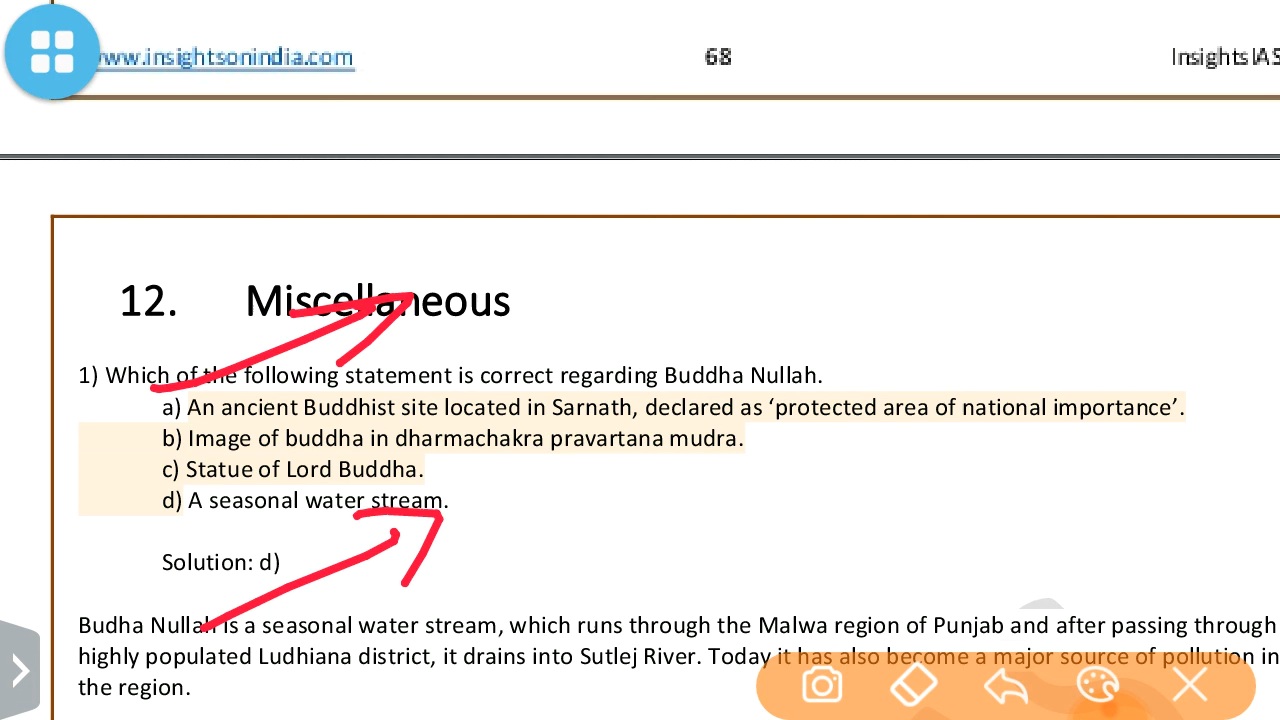 www.insightsonindia.com 68 Insights IAS
12. Miscellaneous
1) Which of the following statement is correct regarding Buddha Nullah.
a) An ancient Buddhist site located in Sarnath, declared as ‘protected area of national importance’.
b) Image of buddha in dharmachakra pravartana mudra.
c) Statue of Lord Buddha.
d) A seasonal water stream.
Solution: d)
Budha Nullah is a seasonal water stream, which runs through the Malwa region of Punjab and after passing through
highly populated Ludhiana district, it drains into Sutlej River. Today it has also become a major source of pollution in
the region.